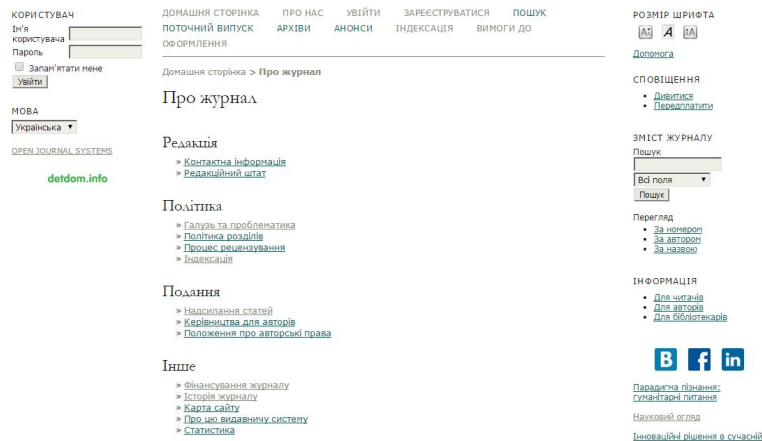 КОРИСТУВАЧ
Ім'я
користувача
Пароль
Запам'ятати мене
Увійти
МОВА
Українська
OPEN JOURNAL SYSTEMS
detdom.info
ДОМАШНЯ СТОРІНКА ПРО НАС УВІЙТИ ЗАРЕЄСТРУВАТИСЯ ПОШУК
ПОТОЧНИЙ ВИПУСК АРХІВИ АНОНСИ ІНДЕКСАЦІЯ ВИМОГИ ДО
ОФОРМЛЕННЯ
Домашня сторінка > Про журнал
Про журнал
Редакція
» Контактна інформація
» Редакційний штат
Політика
» Галузь та проблематика
» Політика розділів
» Процес рецензування
» Індексація
Подання
» Надсилання статей
» Керівництва для авторів
» Положення про авторські права
Інше
» Фінансування журналу
» Історія журналу
» Карта сайту
» Про цю видавничу систему
» Статистика
РОЗМІР ШРИФТА
A A A
Допомога
СПОВІЩЕННЯ
Дивитися
Передплатити
ЗМІСТ ЖУРНАЛУ
Пошук
Всі поля
Пошук
Перегляд
За номером
За автором
За назвою
ІНФОРМАЦІЯ
Для читачів
Для авторів
Для бібліотекарів
B f in
Парадигма пізнання:
гуманітарні питання
Науковий огляд
Інноваційні рішення в сучасній